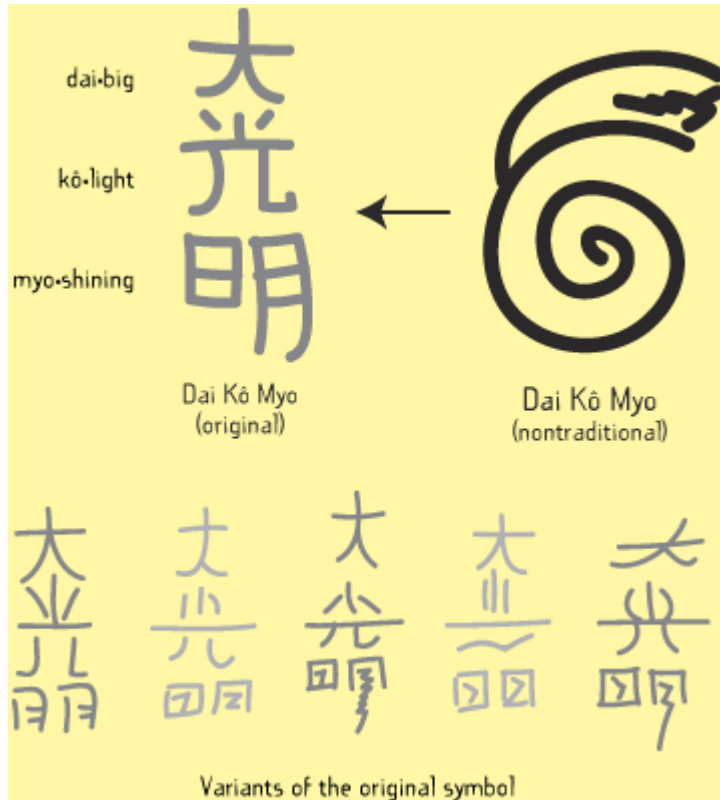 dai•big
大
kô•light
光
myo•shining
明
Dai Kô Myo
(original)
Dai Kô Myo
(nontraditional)
Variants of the original symbol